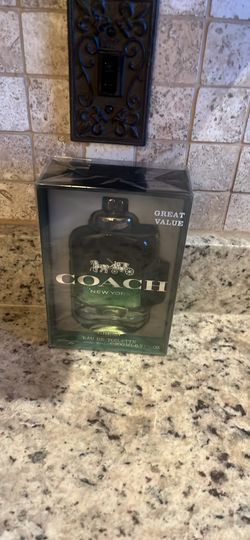 GREAT
VALUE
COACH
NEW YORK
EAU DE TOILETTE